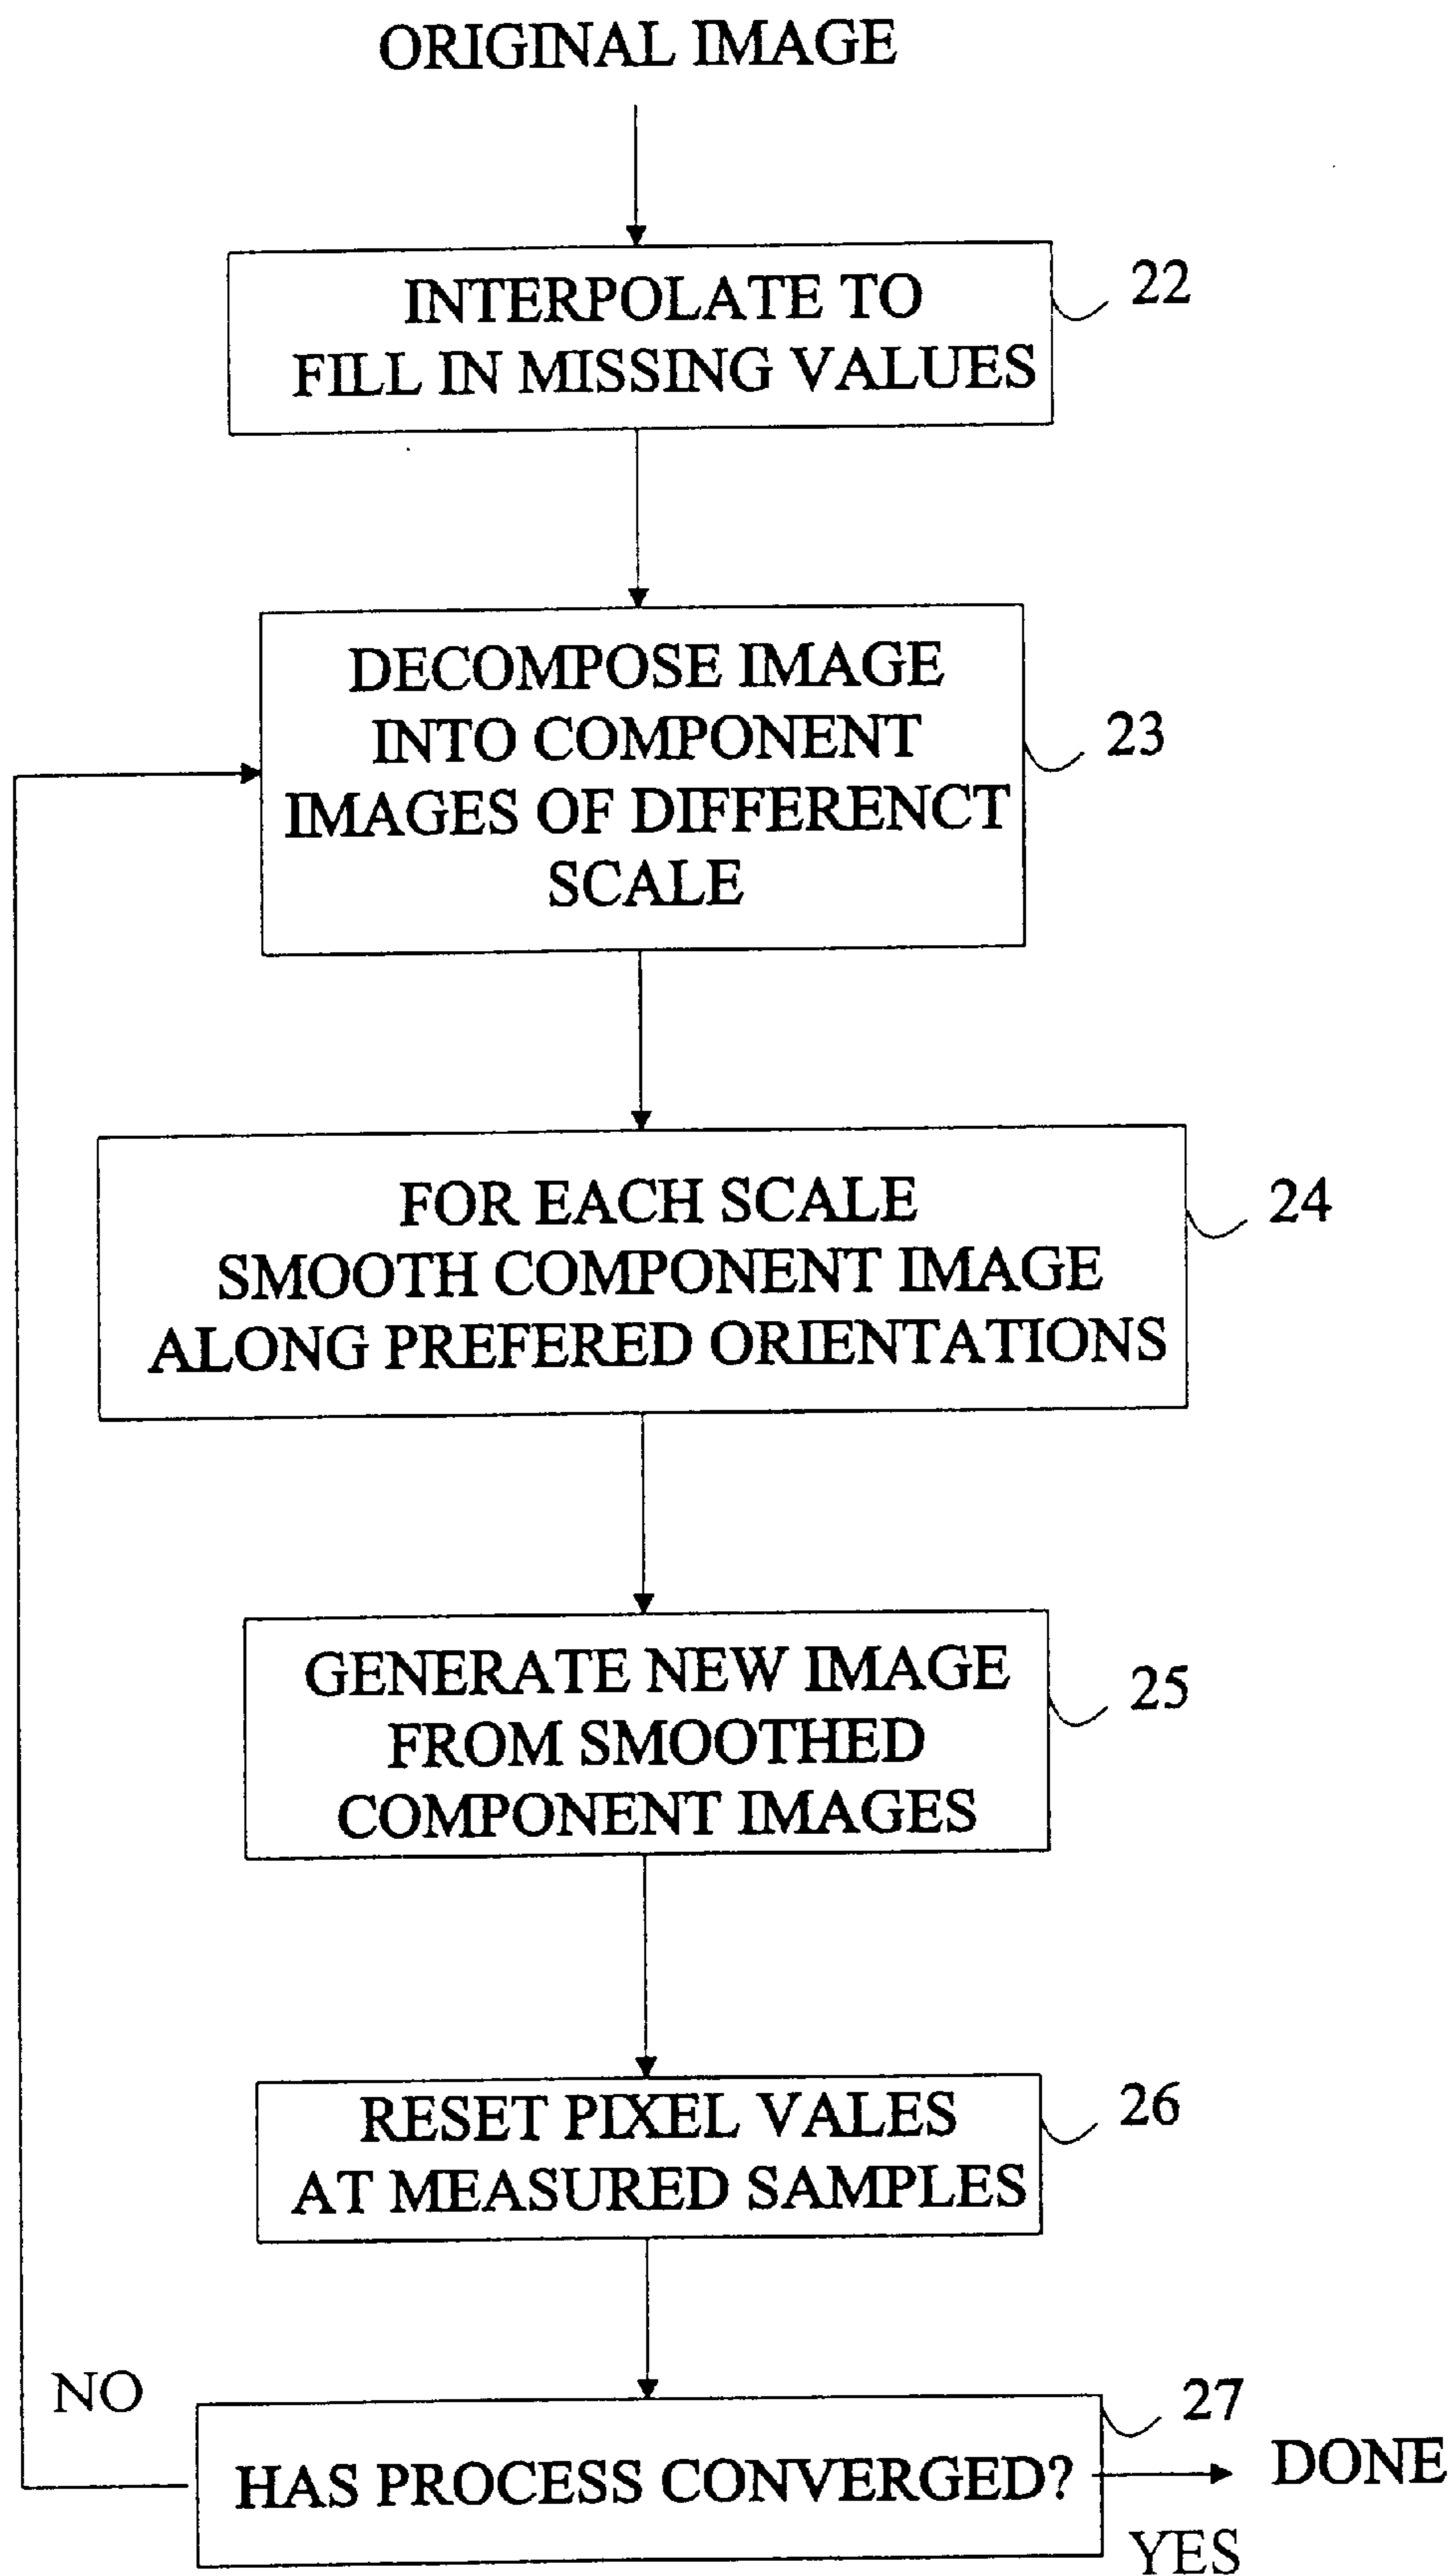 ORIGINAL IMAGE
INTERPOLATE TO
FILL IN MISSING VALUES
22
DECOMPOSE IMAGE
INTO COMPONENT
IMAGES OF DIFFERENCT
SCALE
23
FOR EACH SCALE
SMOOTH COMPONENT IMAGE
ALONG PREFERED ORIENTATIONS
24
GENERATE NEW IMAGE
FROM SMOOTHED
COMPONENT IMAGES
25
RESET PIXEL VALES
AT MEASURED SAMPLES
26
NO
HAS PROCESS CONVERGED?
27
DONE
YES